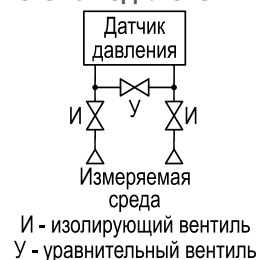 Датчик
давления
И У И
Измеряемая
среда
И - изолирующий вентиль
У - уравнительный вентиль